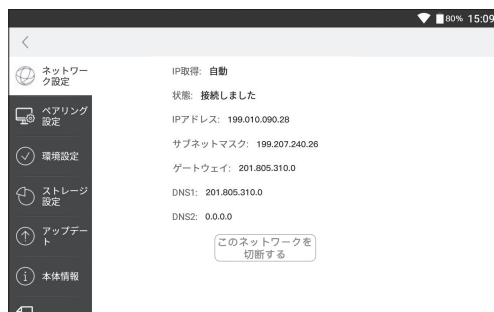 80% 15:09
ネットワー
ク設定
ペアリング
設定
環境設定
ストレージ
設定
アップデー
ト
本体情報
IP取得: 自動
状態: 接続しました
IPアドレス: 199.010.090.28
サブネットマスク: 199.207.240.26
ゲートウェイ: 201.805.310.0
DNS1: 201.805.310.0
DNS2: 0.0.0.0
このネットワークを
切断する